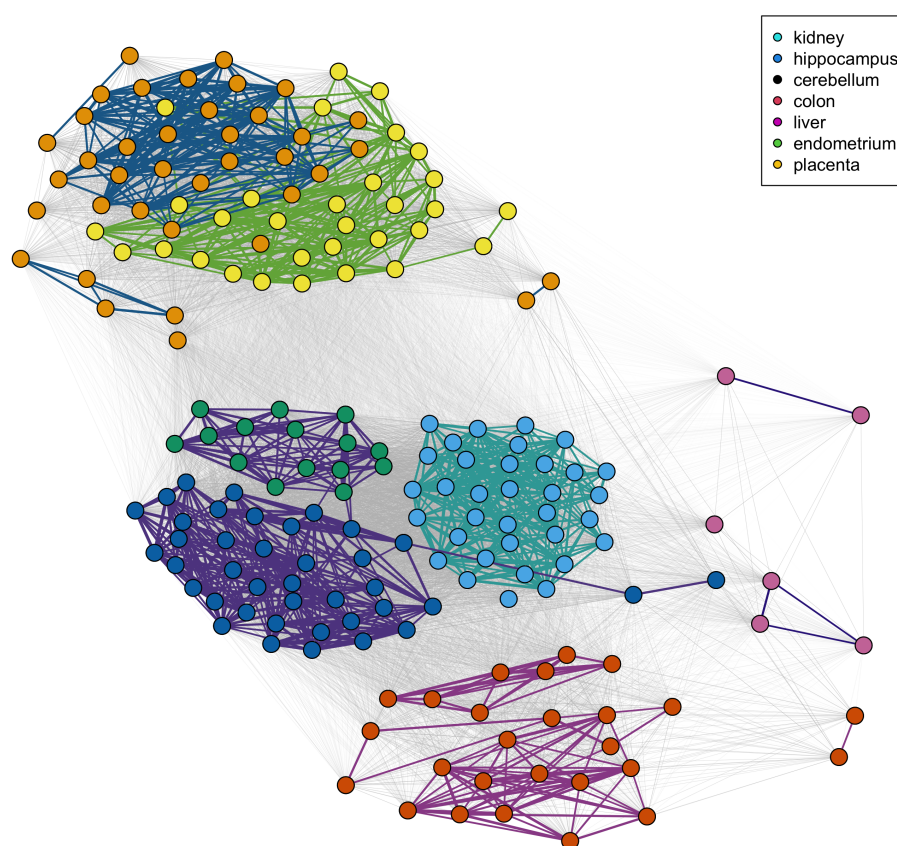 kidney
hippocampus
cerebellum
colon
liver
endometrium
placenta